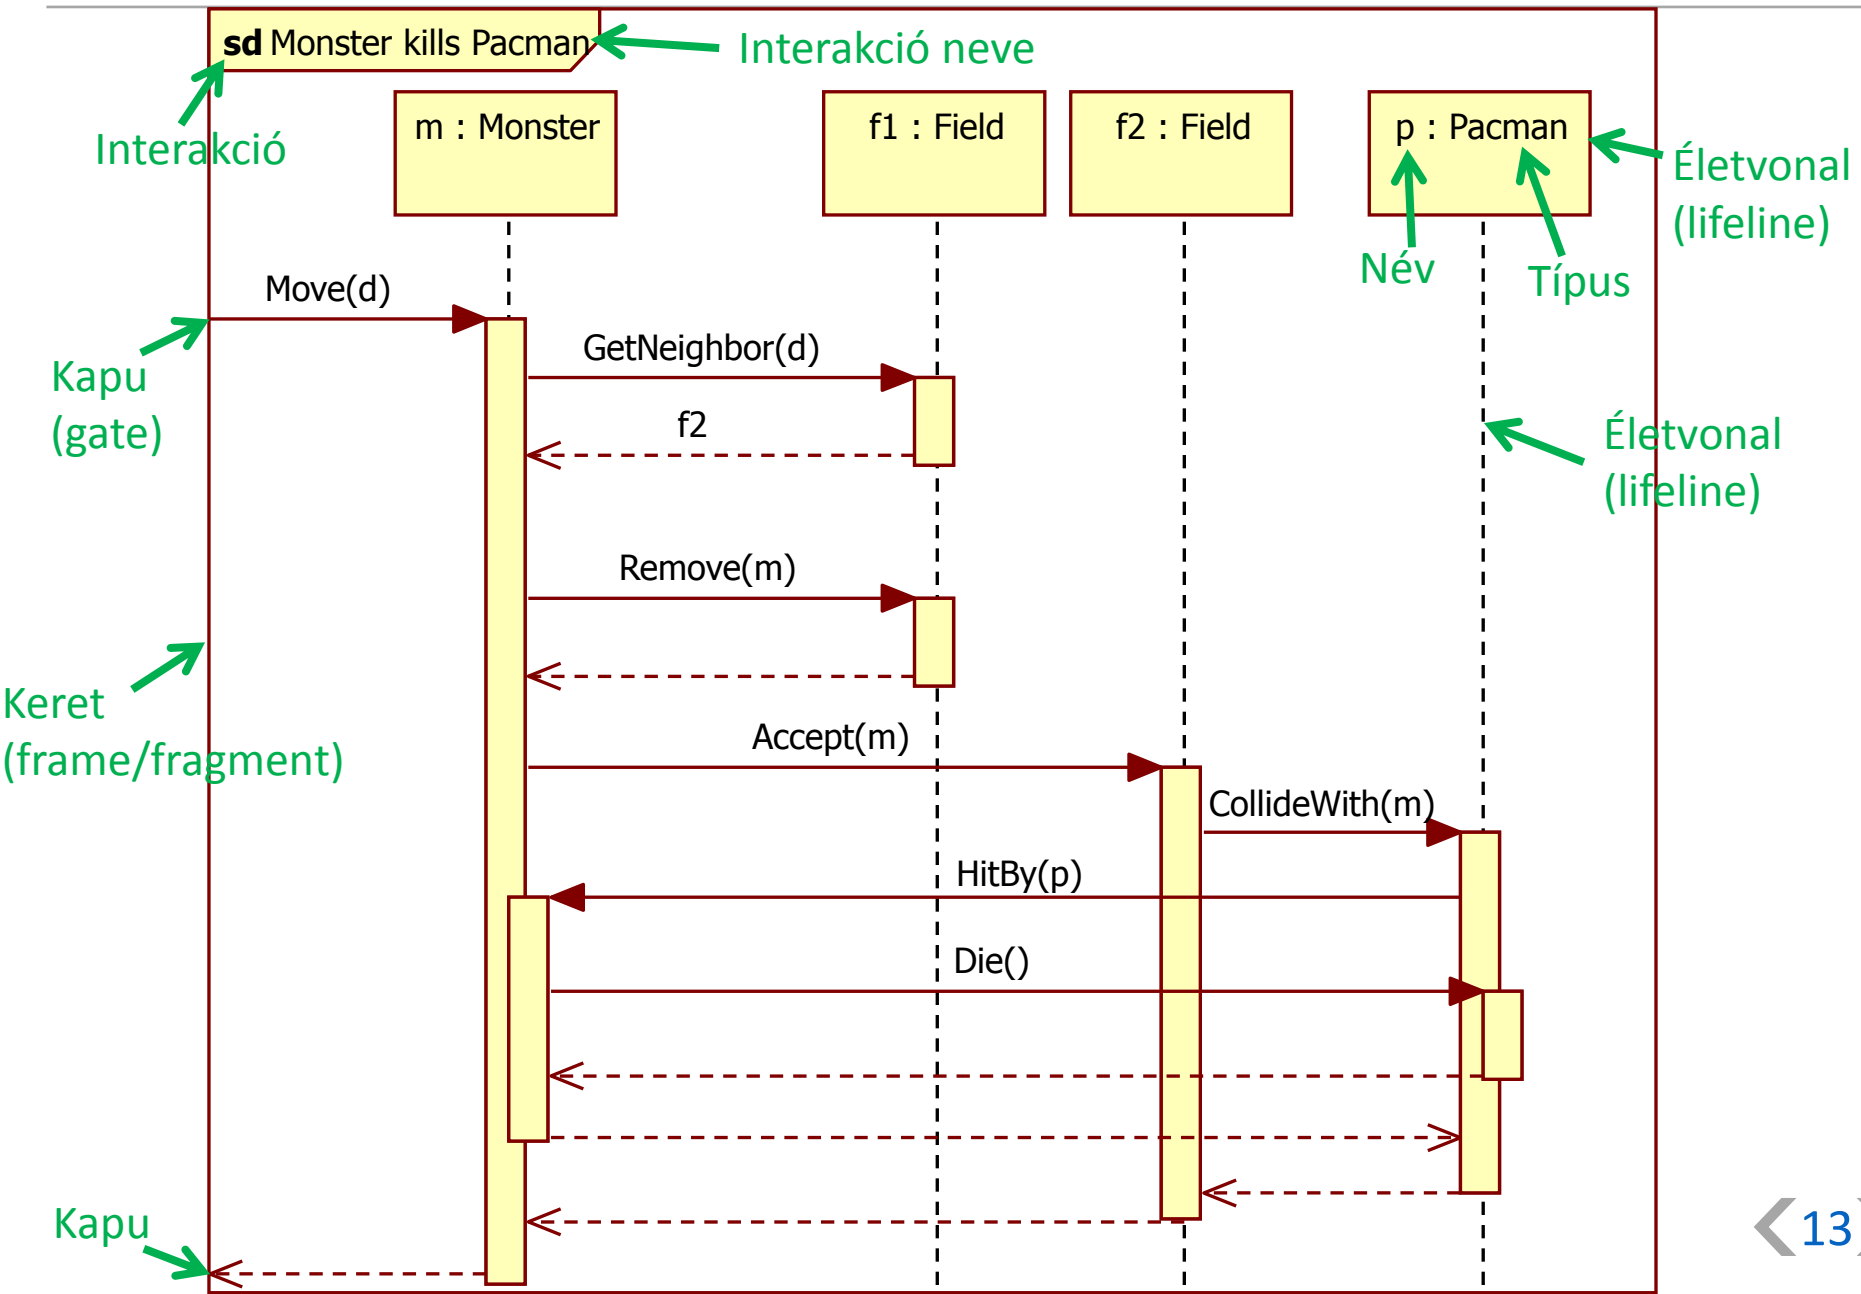 sd Monster kills Pacman
Interakció neve
Interakció
m : Monster
f1 : Field
f2 : Field
p : Pacman
Életvonal
(lifeline)
Név
Típus
Move(d)
Kapu
(gate)
GetNeighbor(d)
f2
Életvonal
(lifeline)
Remove(m)
Keret
(frame/fragment)
Accept(m)
CollideWith(m)
HitBy(p)
Die()
Kapu
13